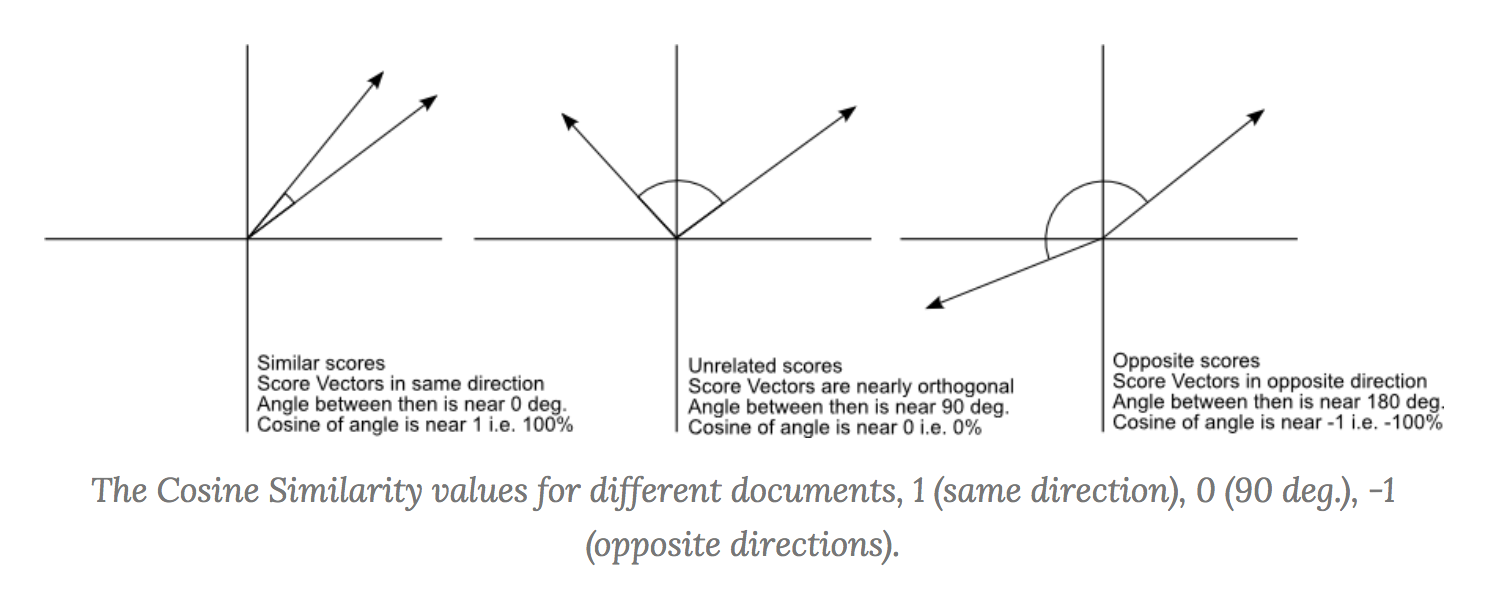 Similar scores
Score Vectors in same direction
Angle between then is near 0 deg.
Cosine of angle is near 1 i.e. 100%
Unrelated scores
Score Vectors are nearly orthogonal
Angle between then is near 90 deg.
Cosine of angle is near 0 i.e. 0%
Opposite scores
Score Vectors in opposite direction
Angle between then is near 180 deg.
Cosine of angle is near -1 i.e. -100%
The Cosine Similarity values for different documents, 1 (same direction), 0 (90 deg.), -1
(opposite directions).